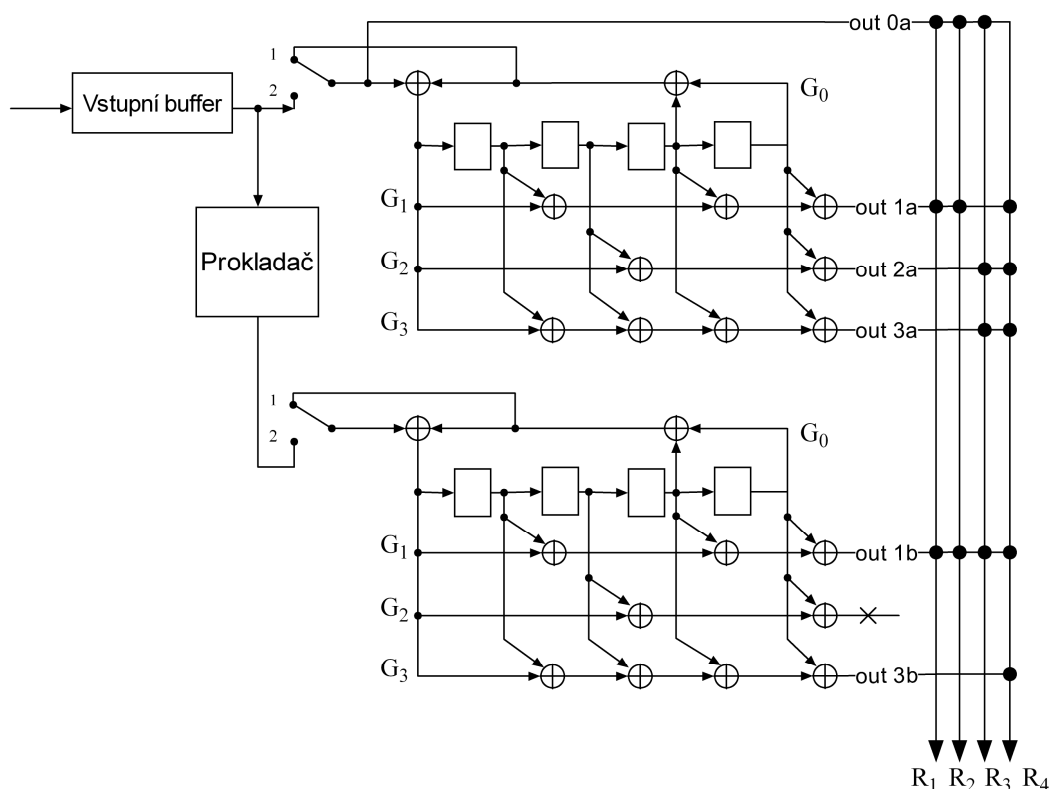 out 0a
1
Vstupní buffer
2
G0
G1
out 1a
Prokladač
G2
out 2a
G3
out 3a
1
2
G0
G1
out 1b
G2
G3
out 3b
R1 R2 R3 R4